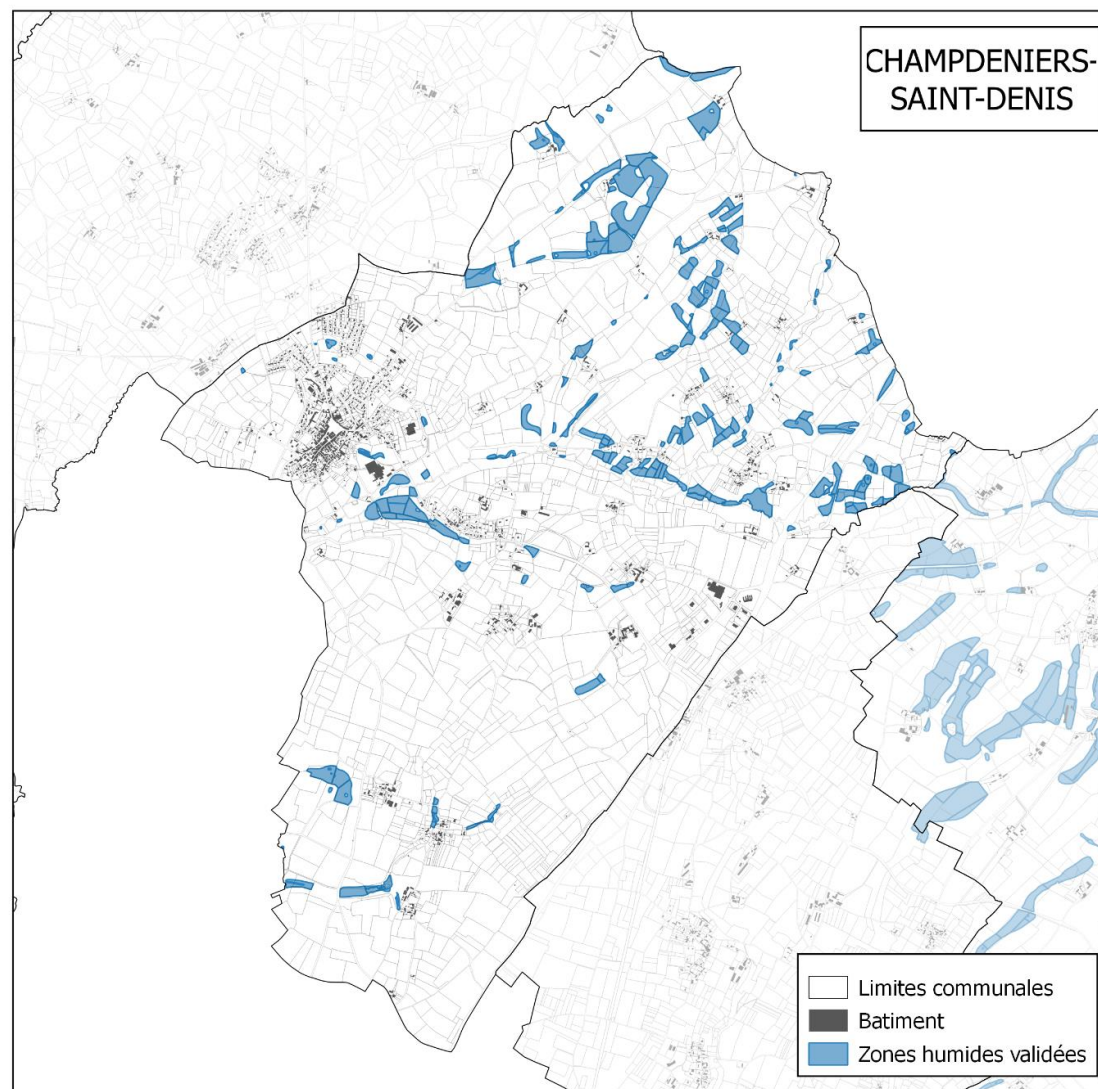 CHAMPDENIERS-
SAINT-DENIS
Limites communales
Batiment
Zones humides validées